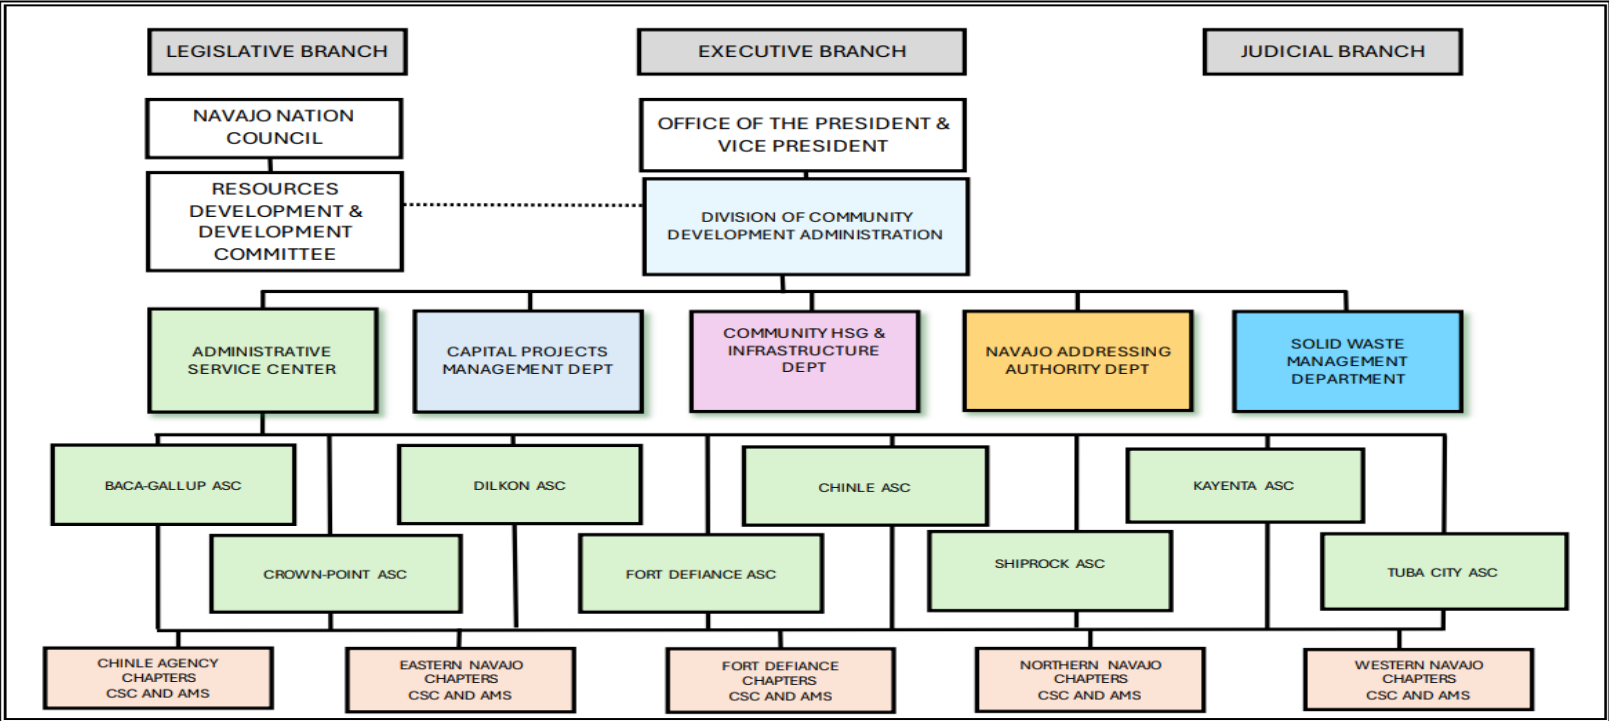 LEGISLATIVE BRANCH
EXECUTIVE BRANCH
JUDICIAL BRANCH
NAVAJO NATION
COUNCIL
OFFICE OF THE PRESIDENT &
VICE PRESIDENT
RESOURCES
DEVELOPMENT &
DEVELOPMENT
COMMITTEE
DIVISION OF COMMUNITY
DEVELOPMENT ADMINISTRATION
ADMINISTRATIVE
SERVICE CENTER
CAPITAL PROJECTS
MANAGEMENT DEPT
COMMUNITY HSG &
INFRASTRUCTURE
DEPT
NAVAJO ADDRESSING
AUTHORITY DEPT
SOLID WASTE
MANAGEMENT
DEPARTMENT
BACA-GALLUP ASC
DILKON ASC
CHINLE ASC
KAYENTA ASC
CROWN-POINT ASC
FORT DEFIANCE ASC
SHIPROCK ASC
TUBA CITY ASC
CHINLE AGENCY
CHAPTERS
CSC AND AMS
EASTERN NAVAJO
CHAPTERS
CSC AND AMS
FORT DEFIANCE
CHAPTERS
CSC AND AMS
NORTHERN NAVAJO
CHAPTERS
CSC AND AMS
WESTERN NAVAJO
CHAPTERS
CSC AND AMS